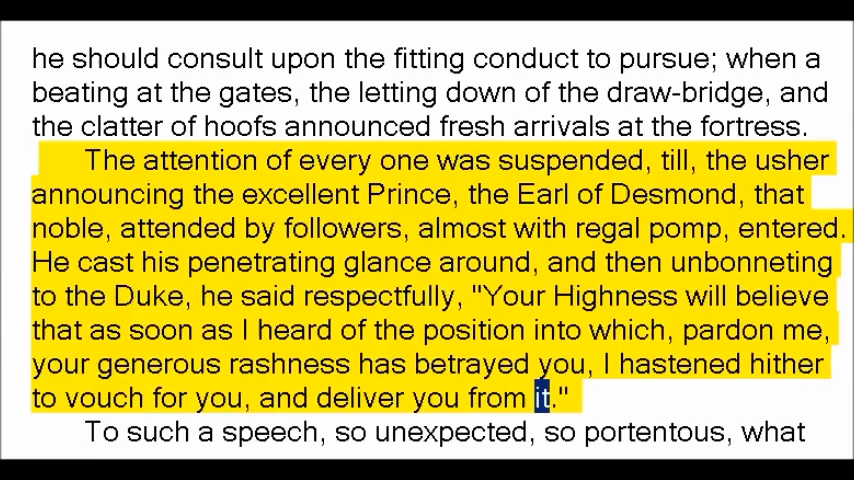 he should consult upon the fitting conduct to pursue; when a
beating at the gates, the letting down of the draw-bridge, and
the clatter of hoofs announced fresh arrivals at the fortress.
The attention of every one was suspended, till, the usher
announcing the excellent Prince, the Earl of Desmond, that
noble, attended by followers, almost with regal pomp, entered.
He cast his penetrating glance around, and then unbonneting
to the Duke, he said respectfully, "Your Highness will believe
that as soon as I heard of the position into which, pardon me,
your generous rashness has betrayed you, I hastened hither
to vouch for you, and deliver you from it."
To such a speech, so unexpected, so portentous, what